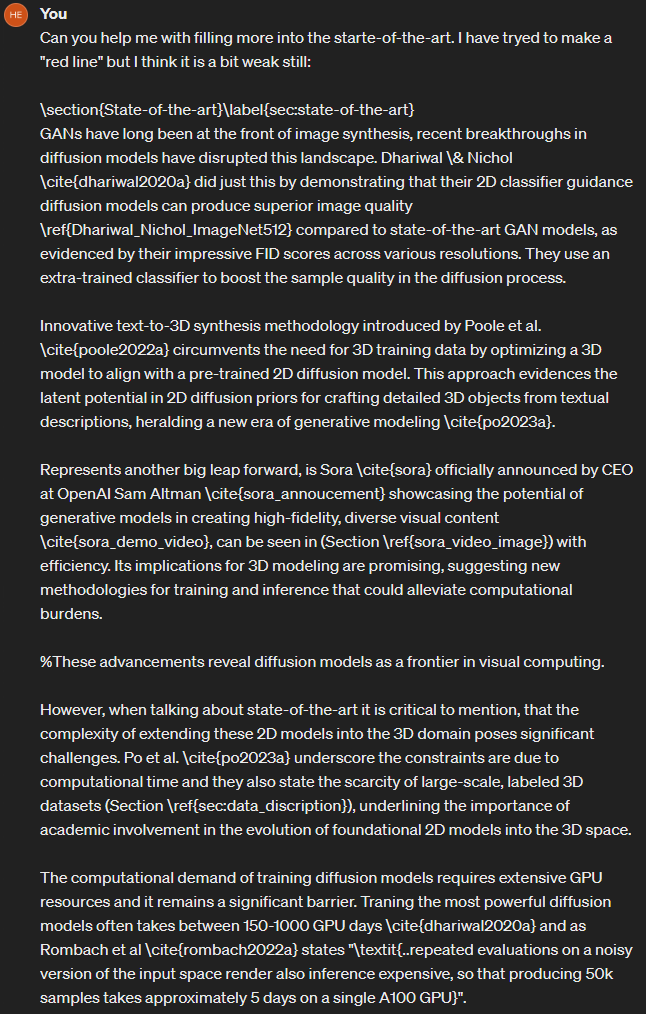 HE
You
Can you help me with filling more into the starte-of-the-art. I have tryed to make a
"red line" but I think it is a bit weak still:
\section{State-of-the-art}\label{sec:state-of-the-art}
GANs have long been at the front of image synthesis, recent breakthroughs in
diffusion models have disrupted this landscape. Dhariwal \& Nichol
\cite{dhariwal2020a} did just this by demonstrating that their 2D classifier guidance
diffusion models can produce superior image quality
\ref{Dhariwal_Nichol_ImageNet512} compared to state-of-the-art GAN models, as
evidenced by their impressive FID scores across various resolutions. They use an
extra-trained classifier to boost the sample quality in the diffusion process.
Innovative text-to-3D synthesis methodology introduced by Poole et al.
\cite{poole2022a} circumvents the need for 3D training data by optimizing a 3D
model to align with a pre-trained 2D diffusion model. This approach evidences the
latent potential in 2D diffusion priors for crafting detailed 3D objects from textual
descriptions, heralding a new era of generative modeling \cite{po2023a}.
Represents another big leap forward, is Sora \cite{sora} officially announced by CEO
at OpenAI Sam Altman \cite{sora_annoucement} showcasing the potential of
generative models in creating high-fidelity, diverse visual content
\cite{sora_demo_video}, can be seen in (Section \ref{sora_video_image}) with
efficiency. Its implications for 3D modeling are promising, suggesting new
methodologies for training and inference that could alleviate computational
burdens.
%These advancements reveal diffusion models as a frontier in visual computing.
However, when talking about state-of-the-art it is critical to mention, that the
complexity of extending these 2D models into the 3D domain poses significant
challenges. Po et al. \cite{po2023a} underscore the constraints are due to
computational time and they also state the scarcity of large-scale, labeled 3D
datasets (Section \ref{sec:data_discription}), underlining the importance of
academic involvement in the evolution of foundational 2D models into the 3D space.
The computational demand of training diffusion models requires extensive GPU
resources and it remains a significant barrier. Traning the most powerful diffusion
models often takes between 150-1000 GPU days \cite{dhariwal2020a} and as
Rombach et al \cite{rombach2022a} states "\textit{..repeated evaluations on a noisy
version of the input space render also inference expensive, so that producing 50k
samples takes approximately 5 days on a single A100 GPU}".